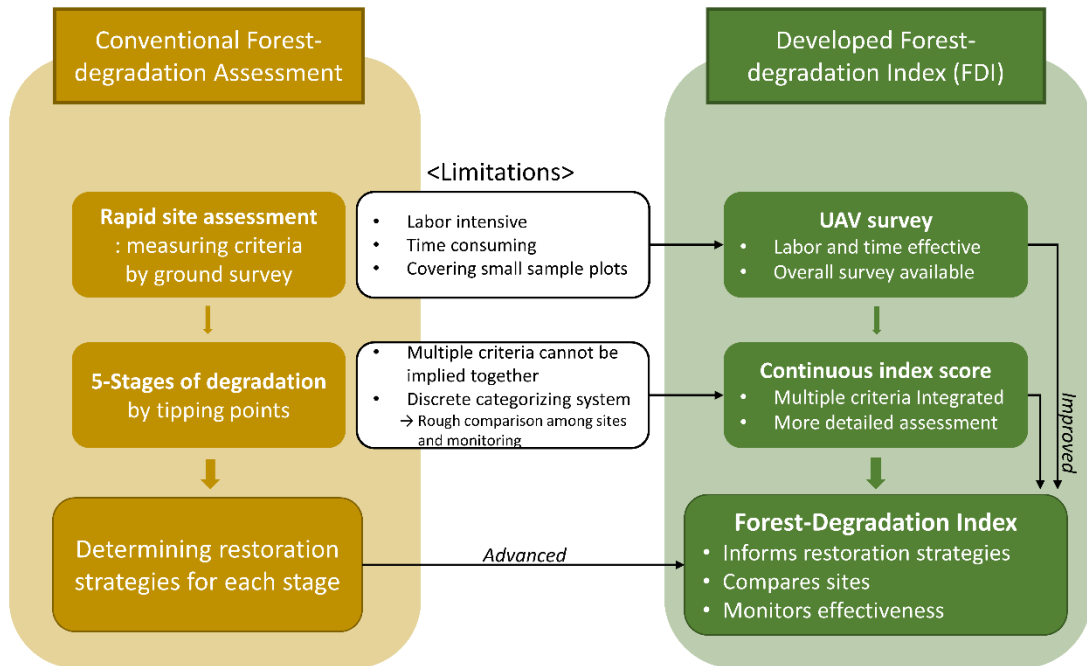 Conventional Forest-
degradation Assessment
Developed Forest-
degradation Index (FDI)
<Limitations>
Rapid site assessment
: measuring criteria
by ground survey
• Labor intensive
• Time consuming
• Covering small sample plots
UAV survey
• Labor and time effective
• Overall survey available
5-Stages of degradation
by tipping points
• Multiple criteria cannot be
implied together
• Discrete categorizing system
→ Rough comparison among sites
and monitoring
Continuous index score
• Multiple criteria Integrated
• More detailed assessment
Improved
Determining restoration
strategies for each stage
Advanced
Forest-Degradation Index
• Informs restoration strategies
• Compares sites
• Monitors effectiveness